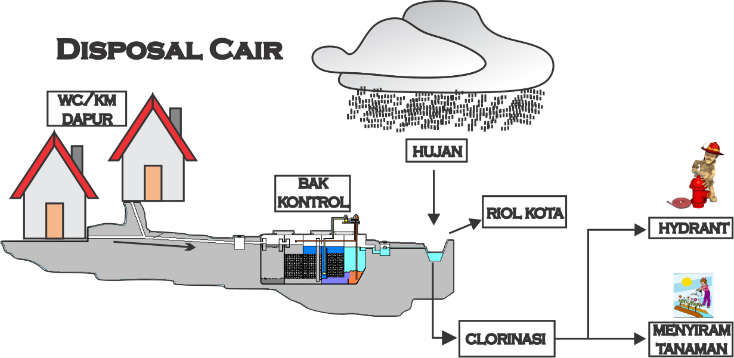 DISPOSAL CAIR
WC/KM
DAPUR
HUJAN
BAK
KONTROL
RIOL KOTA
HYDRANT
CLORINASI
MENYIRAM
TANAMAN